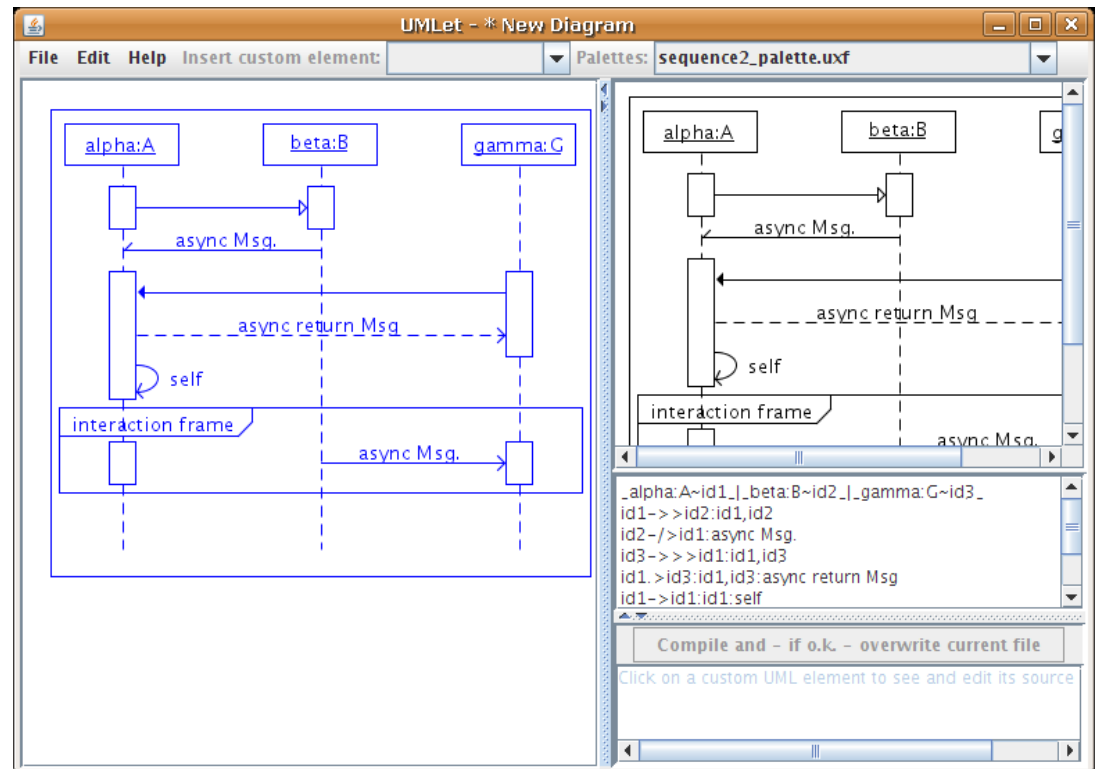 UMLet - * New Diagram
File Edit Help Insert custom element: Palettes: sequence2_palette.uxf
alpha:A beta:B gamma:G
async Msg.
async return Msg
self
interaction frame
async Msg.
alpha:A beta:B g
async Msg.
async return Msg
self
interaction frame
async Msg.
_alpha:A~id1_|_beta:B~id2_|_gamma:G~id3_
id1->>id2:id1,id2
id2-/>id1:async Msg.
id3->>>id1:id1,id3
id1.>id3:id1,id3:async return Msg
id1->id1:id1:self
Compile and - if o.k. - overwrite current file
Click on a custom UML element to see and edit its source